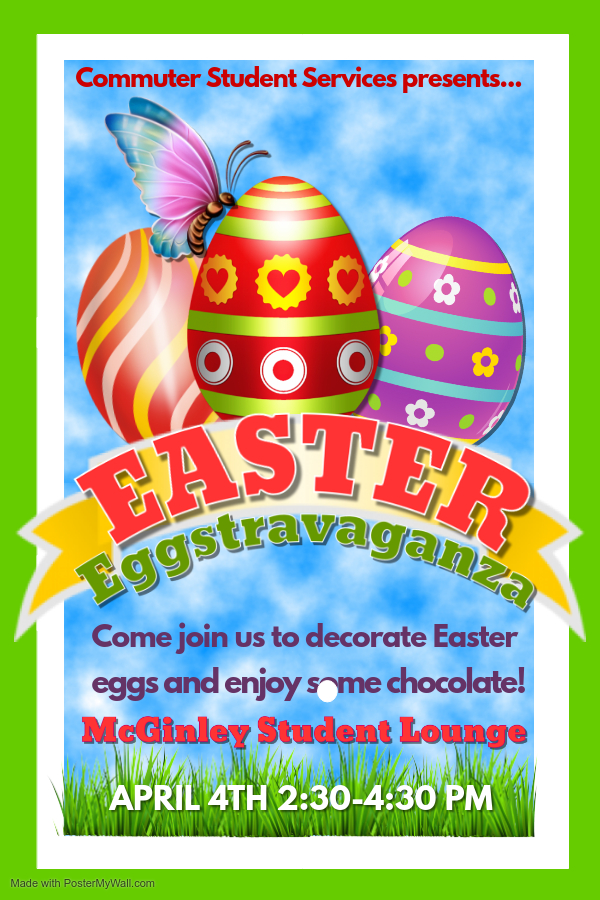 Commuter Student Services presents...
EASTER
Eggstravaganza
Come join us to decorate Easter
eggs and enjoy some chocolate!
McGinley Student Lounge
APRIL 4TH 2:30-4:30 PM
Made with PosterMyWall.com